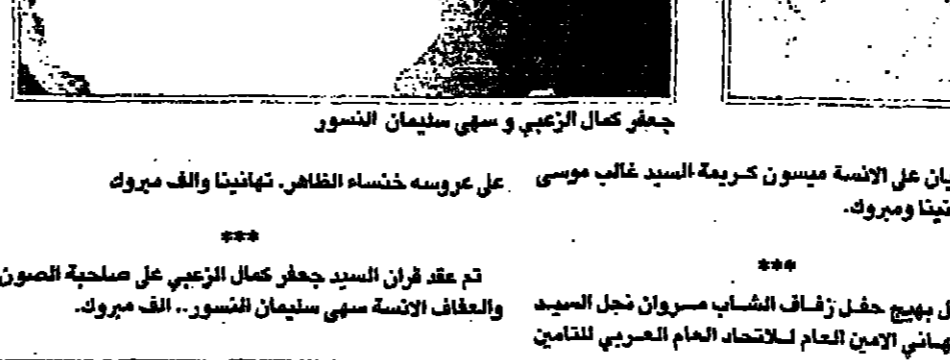 جعفر كمال الزعبي و سهى سليمان النسور
يان على الانسة ميسون كريمة السيد غالب موسى
نينا ومبروك.
***
ل بهيج حفل زفاف الشاب مروان نجل السيد
هاني الامين العام للاتحاد العام العربي للتامين
على عروسه خنساء الظاهر. تهانينا والف مبروك
***
تم عقد قران السيد جعفر كمال الزعبي على صاحبة الصون
والعفاف الانسة سهى سليمان النسور .. الف مبروك.